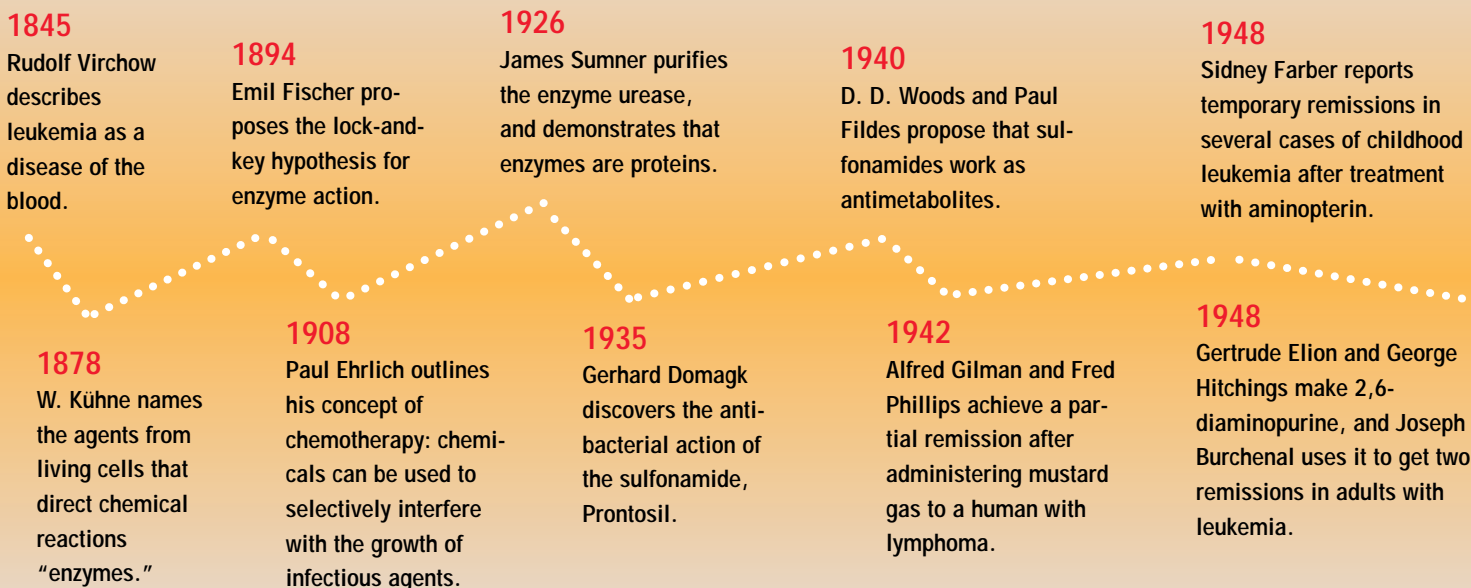 1845
Rudolf Virchow
describes
leukemia as a
disease of the
blood.
1878
W. Kühne names
the agents from
living cells that
direct chemical
reactions
“enzymes.”
1894
Emil Fischer pro-
poses the lock-and-
key hypothesis for
enzyme action.
1908
Paul Ehrlich outlines
his concept of
chemotherapy: chemi-
cals can be used to
selectively interfere
with the growth of
infectious agents.
1926
James Sumner purifies
the enzyme urease,
and demonstrates that
enzymes are proteins.
1935
Gerhard Domagk
discovers the anti-
bacterial action of
the sulfonamide,
Prontosil.
1940
D. D. Woods and Paul
Fildes propose that sul-
fonamides work as
antimetabolites.
1942
Alfred Gilman and Fred
Phillips achieve a par-
tial remission after
administering mustard
gas to a human with
lymphoma.
1948
Sidney Farber reports
temporary remissions in
several cases of childhood
leukemia after treatment
with aminopterin.
1948
Gertrude Elion and George
Hitchings make 2,6-
diaminopurine, and Joseph
Burchenal uses it to get two
remissions in adults with
leukemia.